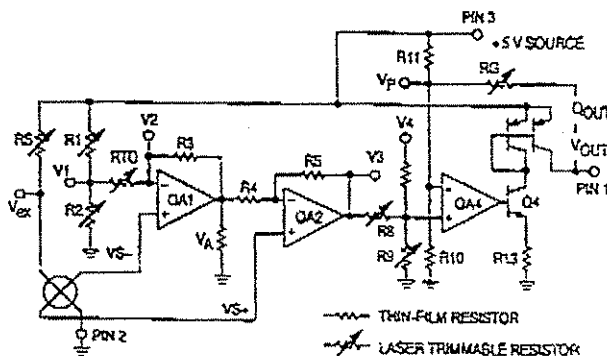 PIN 3
+5 V SOURCE
R11
VP
RG
QOUT
VOUT
PIN 1
RS
R1
V2
R3
V1
RTO
R2
Vex
VS-
OA1
R4
VA
R5
V3
OA2
VS+
V4
R8
R9
OA4
R10
Q4
R13
PIN 2
THIN-FILM RESISTOR
LASER TRIMMABLE RESISTOR